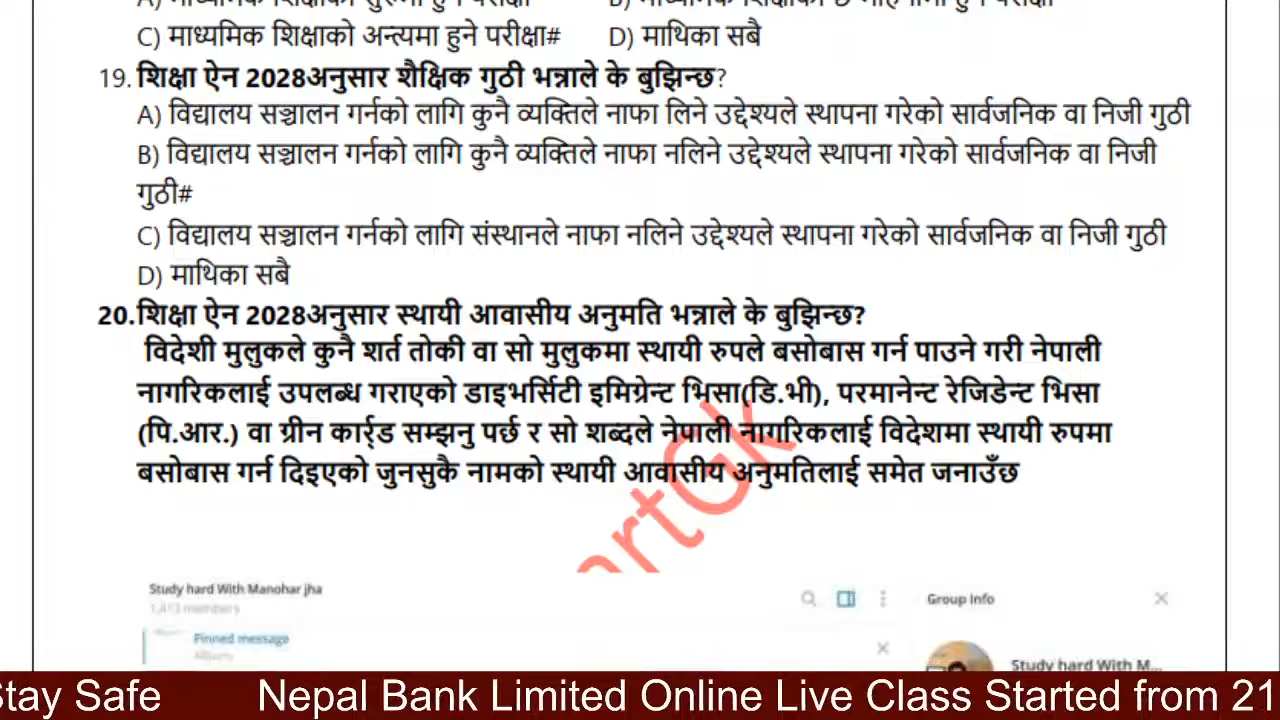 C) माध्यमिक शिक्षाको अन्त्यमा हुने परीक्षा# D) माथिका सबै
19. शिक्षा ऐन 2028अनुसार शैक्षिक गुठी भन्नाले के बुझिन्छ?
A) विद्यालय सञ्चालन गर्नको लागि कुनै व्यक्तिले नाफा लिने उद्देश्यले स्थापना गरेको सार्वजनिक वा निजी गुठी
B) विद्यालय सञ्चालन गर्नको लागि कुनै व्यक्तिले नाफा नलिने उद्देश्यले स्थापना गरेको सार्वजनिक वा निजी
गुठी#
C) विद्यालय सञ्चालन गर्नको लागि संस्थानले नाफा नलिने उद्देश्यले स्थापना गरेको सार्वजनिक वा निजी गुठी
D) माथिका सबै
20.शिक्षा ऐन 2028अनुसार स्थायी आवासीय अनुमति भन्नाले के बुझिन्छ?
विदेशी मुलुकले कुनै शर्त तोकी वा सो मुलुकमा स्थायी रुपले बसोबास गर्न पाउने गरी नेपाली
नागरिकलाई उपलब्ध गराएको डाइभर्सिटी इमिग्रेन्ट भिसा(डि.भी), परमानेन्ट रेजिडेन्ट भिसा
(पि.आर.) वा ग्रीन कार्र्ड सम्झनु पर्छ र सो शब्दले नेपाली नागरिकलाई विदेशमा स्थायी रुपमा
बसोबास गर्न दिइएको जुनसुकै नामको स्थायी आवासीय अनुमतिलाई समेत जनाउँछ
artGk
Study hard With Manohar jha
1,413 members
Group Info
Pinned message
Album
Study hard With M...
Stay Safe Nepal Bank Limited Online Live Class Started from 21